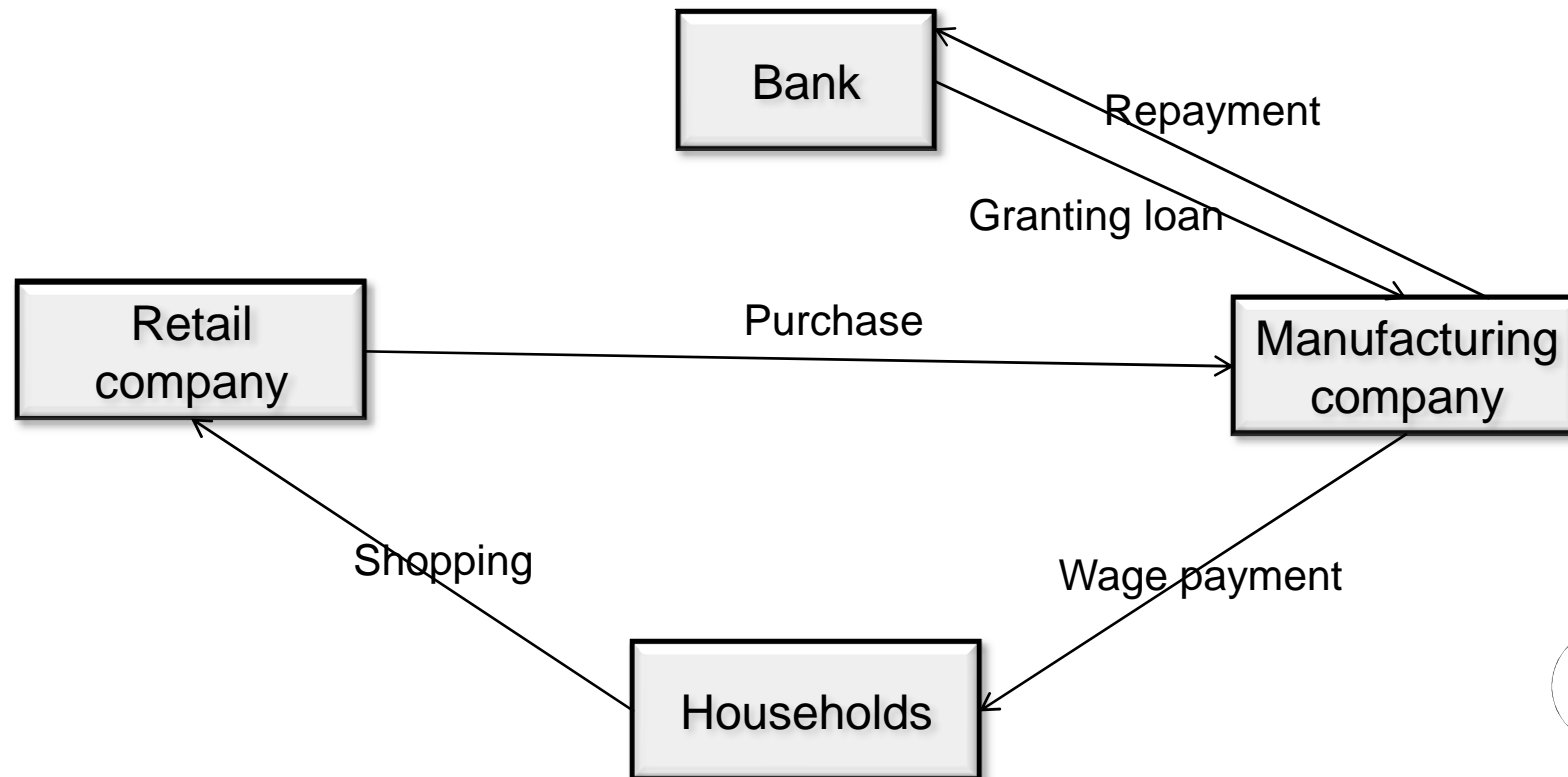 Bank
Repayment
Granting loan
Retail
company
Purchase
Manufacturing
company
Shopping
Wage payment
Households